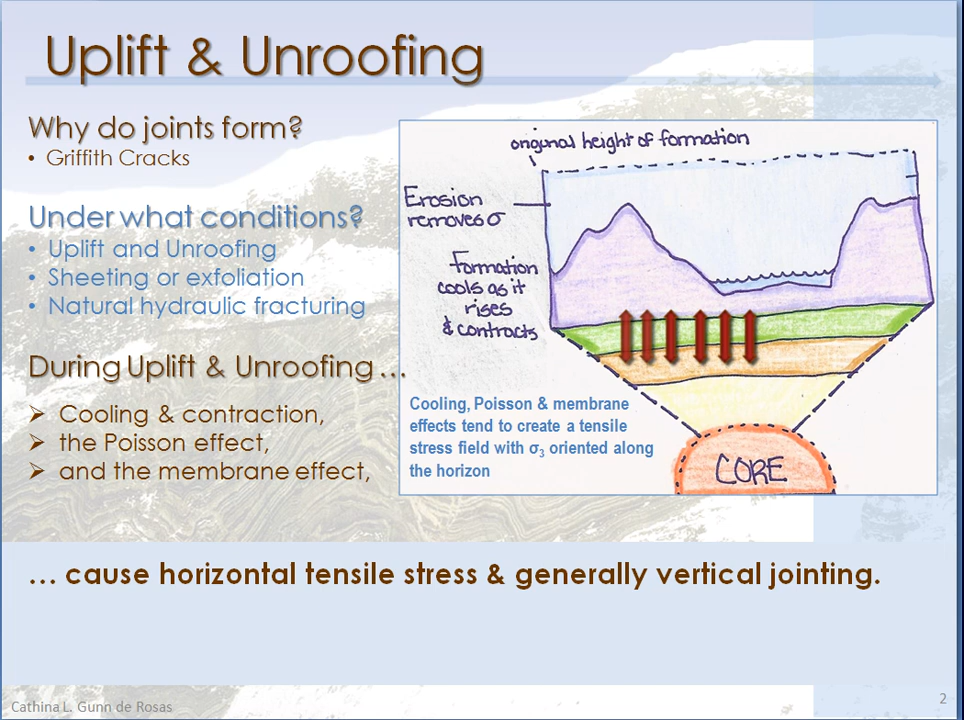 Uplift & Unroofing
Why do joints form?
• Griffith Cracks
Under what conditions?
• Uplift and Unroofing
• Sheeting or exfoliation
• Natural hydraulic fracturing
During Uplift & Unroofing …
➢ Cooling & contraction,
➢ the Poisson effect,
➢ and the membrane effect,
original height of formation
Erosion
removes σ
Formation
cools as it
rises
& contracts
Cooling, Poisson & membrane
effects tend to create a tensile
stress field with σ3 oriented along
the horizon
CORE
… cause horizontal tensile stress & generally vertical jointing.
Cathina L. Gunn de Rosas
2